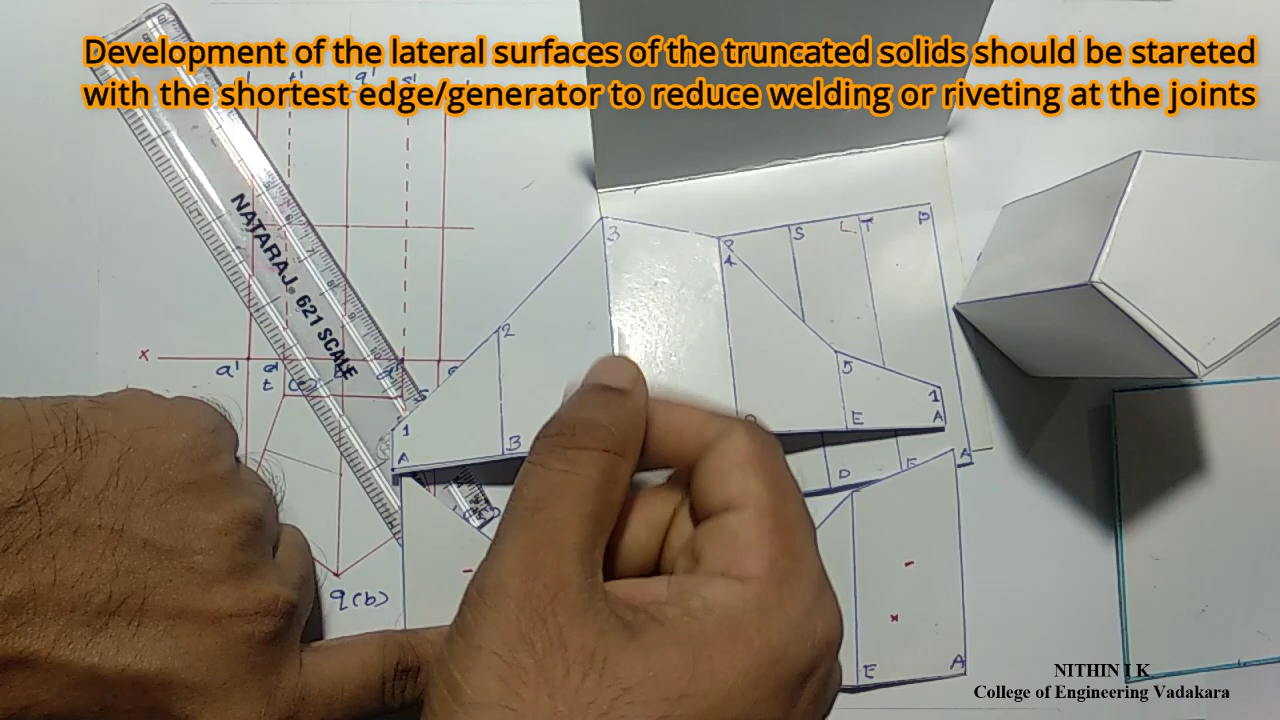 Development of the lateral surfaces of the truncated solids should be stareted
with the shortest edge/generator to reduce welding or riveting at the joints
q'
NATARAJ. 621 SCALE
3
P
4
S
L
T
P
2
x
a'
5
1
A
B
E
1
A
D
E
A
q(b)
E
A
NITHIN I K
College of Engineering Vadakara